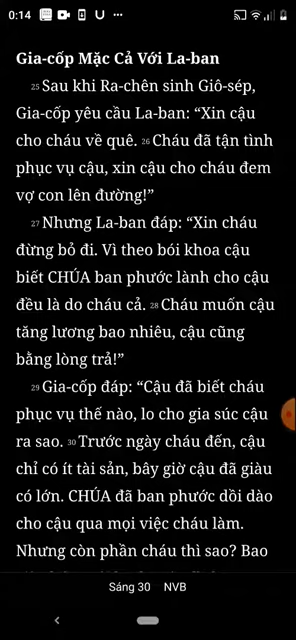 0:14
Gia-cốp Mặc Cả Với La-ban
25 Sau khi Ra-chên sinh Giô-sép,
Gia-cốp yêu cầu La-ban: “Xin cậu
cho cháu về quê. 26 Cháu đã tận tình
phục vụ cậu, xin cậu cho cháu đem
vợ con lên đường!”
27 Nhưng La-ban đáp: “Xin cháu
đừng bỏ đi. Vì theo bói khoa cậu
biết CHÚA ban phước lành cho cậu
đều là do cháu cả. 28 Cháu muốn cậu
tăng lương bao nhiêu, cậu cũng
bằng lòng trả!”
29 Gia-cốp đáp: “Cậu đã biết cháu
phục vụ thế nào, lo cho gia súc cậu
ra sao. 30 Trước ngày cháu đến, cậu
chỉ có ít tài sản, bây giờ cậu đã giàu
có lớn. CHÚA đã ban phước dồi dào
cho cậu qua mọi việc cháu làm.
Nhưng còn phần cháu thì sao? Bao
Sáng 30 NVB